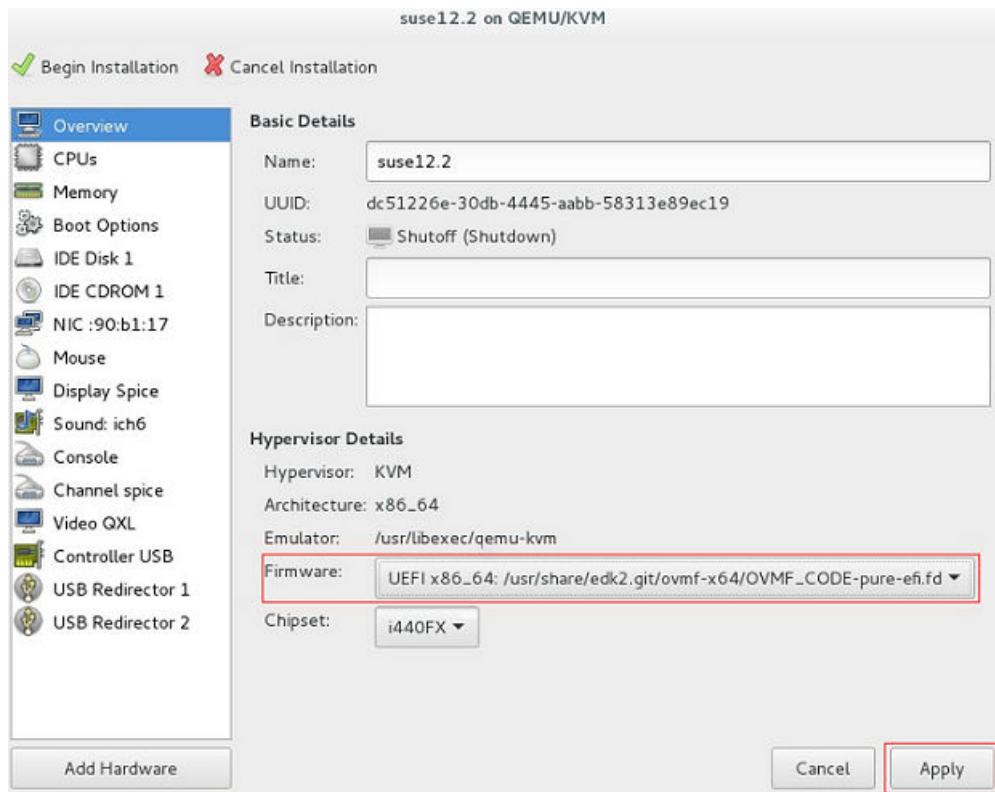 suse12.2 on QEMU/KVM
Begin Installation
Cancel Installation
Overview
CPUs
Memory
Boot Options
IDE Disk 1
IDE CDROM 1
NIC :90:b1:17
Mouse
Display Spice
Sound: ich6
Console
Channel spice
Video QXL
Controller USB
USB Redirector 1
USB Redirector 2
Add Hardware
Basic Details
Name: suse12.2
UUID: dc51226e-30db-4445-aabb-58313e89ec19
Status: Shutoff (Shutdown)
Title:
Description:
Hypervisor Details
Hypervisor: KVM
Architecture: x86_64
Emulator: /usr/libexec/qemu-kvm
Firmware: UEFI x86_64: /usr/share/edk2.git/ovmf-x64/OVMF_CODE-pure-efi.fd
Chipset: i440FX
Cancel
Apply